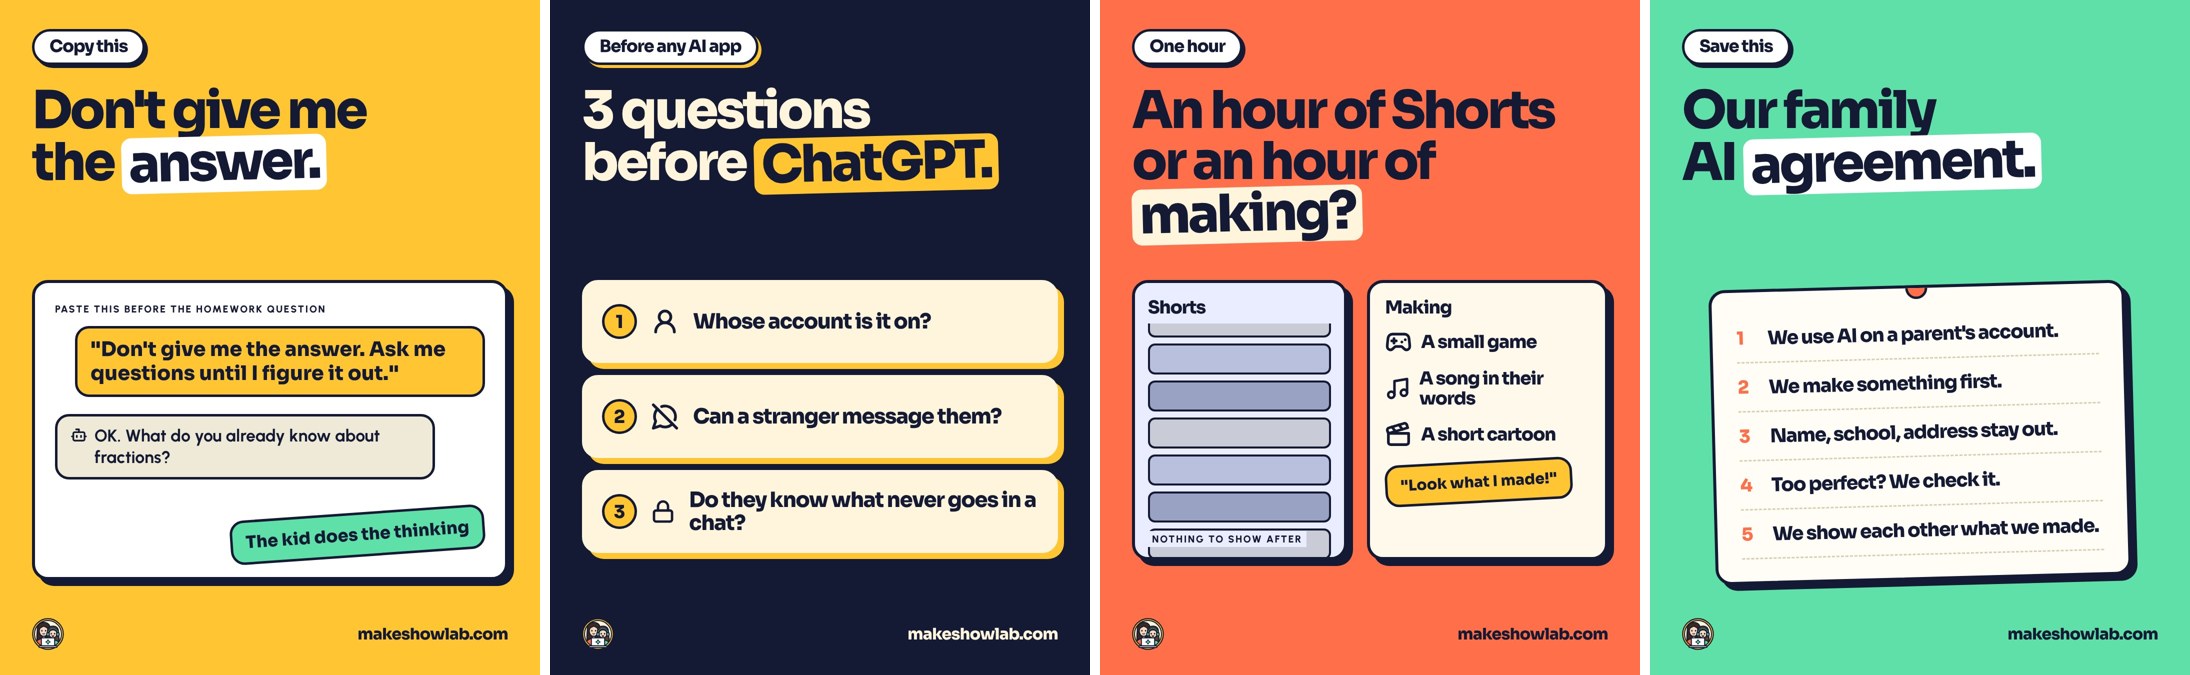 Copy this
Don't give me
the answer.
PASTE THIS BEFORE THE HOMEWORK QUESTION
"Don't give me the answer. Ask me
questions until I figure it out."
OK. What do you already know about
fractions?
The kid does the thinking
makeshowlab.com
Before any AI app
3 questions
before ChatGPT.
1 Whose account is it on?
2 Can a stranger message them?
3 Do they know what never goes in a
chat?
makeshowlab.com
One hour
An hour of Shorts
or an hour of
making?
Shorts
NOTHING TO SHOW AFTER
Making
A small game
A song in their
words
A short cartoon
"Look what I made!"
makeshowlab.com
Save this
Our family
AI agreement.
1 We use AI on a parent's account.
2 We make something first.
3 Name, school, address stay out.
4 Too perfect? We check it.
5 We show each other what we made.
makeshowlab.com